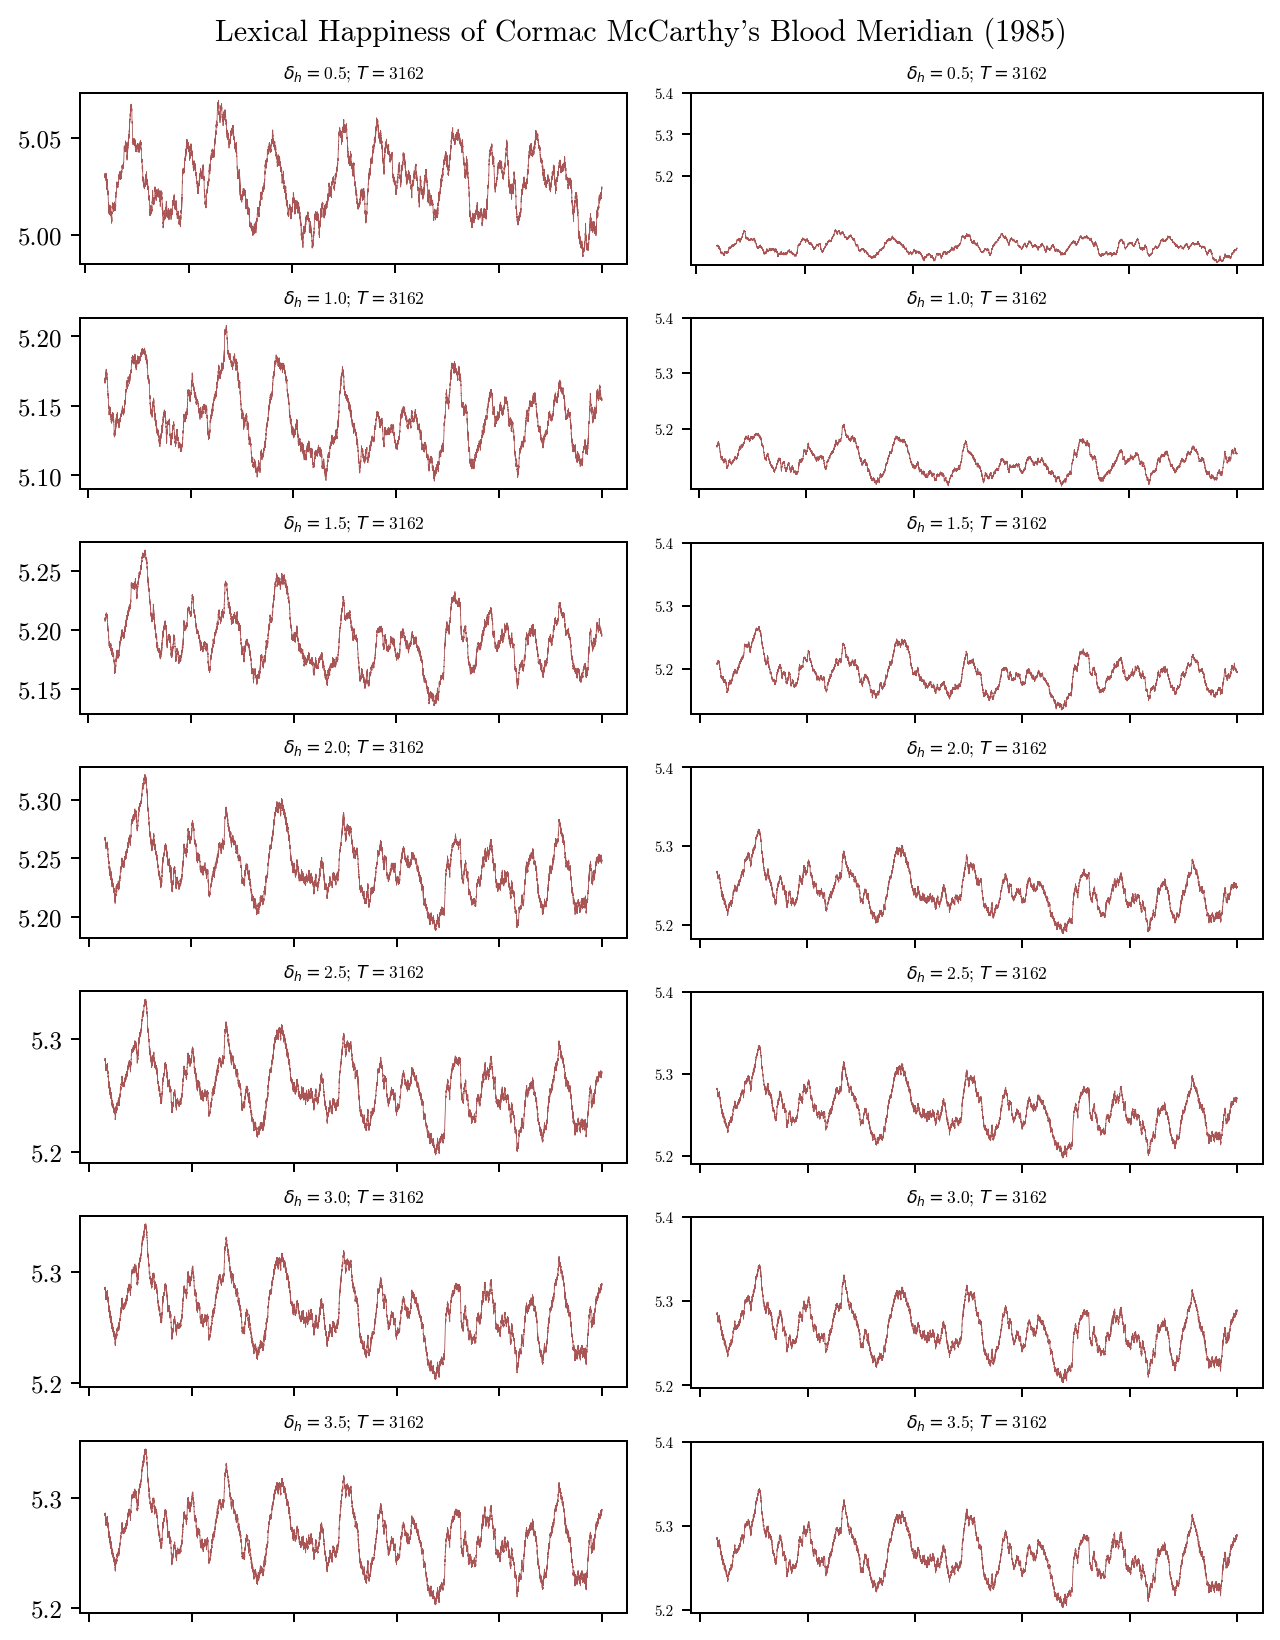 Lexical Happiness of Cormac McCarthy's Blood Meridian (1985)
δₕ = 0.5; T = 3162
5.05
5.00
δₕ = 0.5; T = 3162
5.4
5.3
5.2
δₕ = 1.0; T = 3162
5.20
5.15
5.10
δₕ = 1.0; T = 3162
5.4
5.3
5.2
δₕ = 1.5; T = 3162
5.25
5.20
5.15
δₕ = 1.5; T = 3162
5.4
5.3
5.2
δₕ = 2.0; T = 3162
5.30
5.25
5.20
δₕ = 2.0; T = 3162
5.4
5.3
5.2
δₕ = 2.5; T = 3162
5.3
5.2
δₕ = 2.5; T = 3162
5.4
5.3
5.2
δₕ = 3.0; T = 3162
5.3
5.2
δₕ = 3.0; T = 3162
5.4
5.3
5.2
δₕ = 3.5; T = 3162
5.3
5.2
δₕ = 3.5; T = 3162
5.4
5.3
5.2